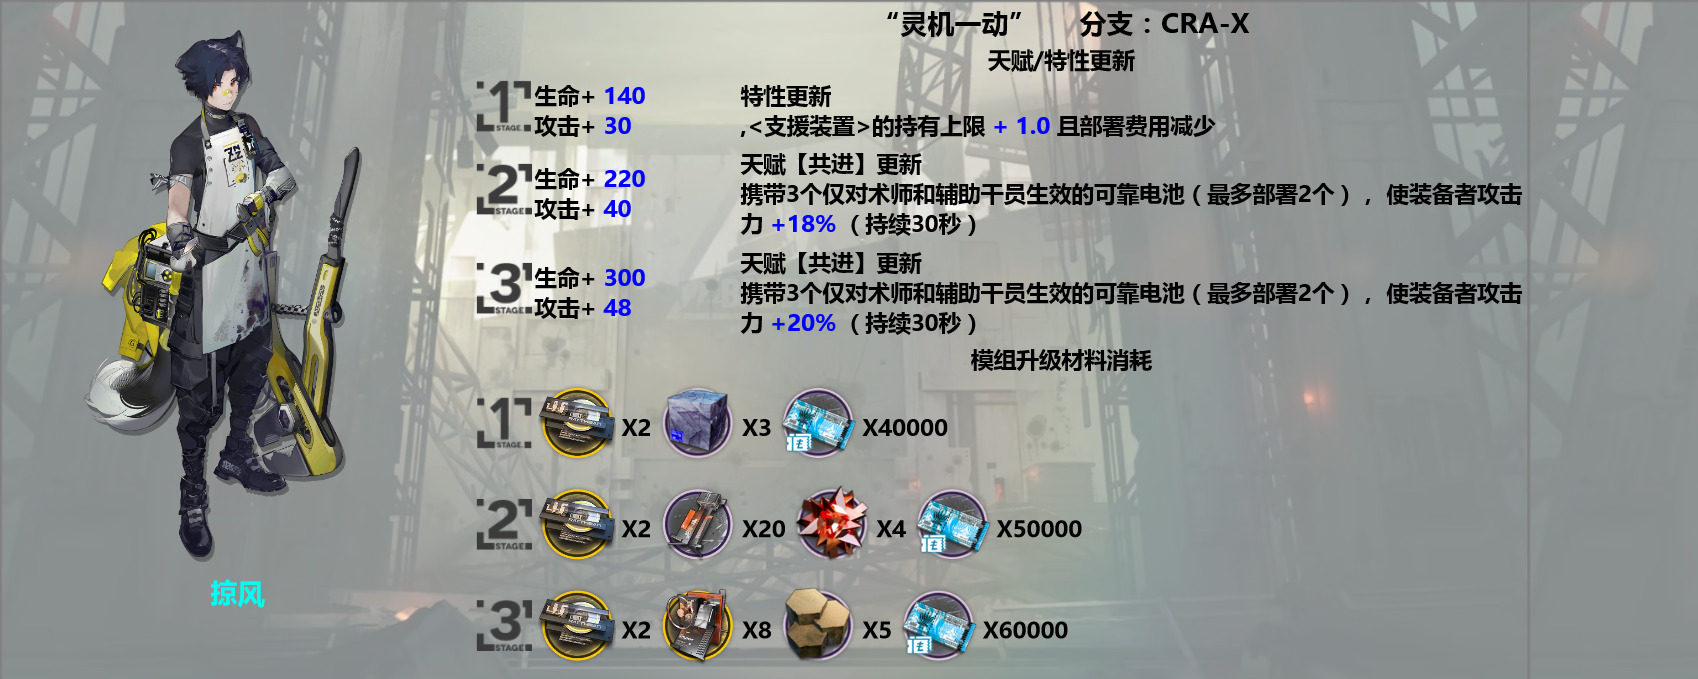 “灵机一动” 分支：CRA-X
天赋/特性更新
1 STAGE. 生命+ 140
攻击+ 30
特性更新
,<支援装置>的持有上限 + 1.0 且部署费用减少
2 STAGE. 生命+ 220
攻击+ 40
天赋【共进】更新
携带3个仅对术师和辅助干员生效的可靠电池（最多部署2个），使装备者攻击
力 +18%（持续30秒）
3 STAGE. 生命+ 300
攻击+ 48
天赋【共进】更新
携带3个仅对术师和辅助干员生效的可靠电池（最多部署2个），使装备者攻击
力 +20%（持续30秒）
模组升级材料消耗
1 STAGE. X2 X3 X40000
2 STAGE. X2 X20 X4 X50000
3 STAGE. X2 X8 X5 X60000
掠风